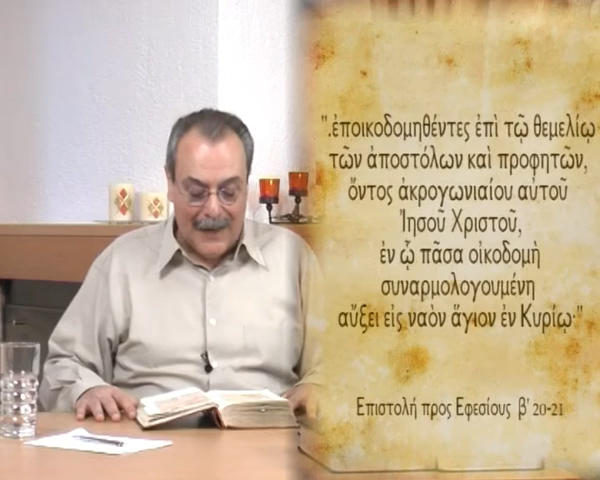 ".ἐποικοδομηθέντες ἐπὶ τῷ θεμελίῳ
τῶν ἀποστόλων καὶ προφητῶν,
ὄντος ἀκρογωνιαίου αὐτοῦ
Ἰησοῦ Χριστοῦ,
ἐν ᾧ πᾶσα οἰκοδομὴ
συναρμολογουμένη
αὔξει εἰς ναὸν ἅγιον ἐν Κυρίῳ·"
Επιστολή προς Εφεσίους β' 20-21